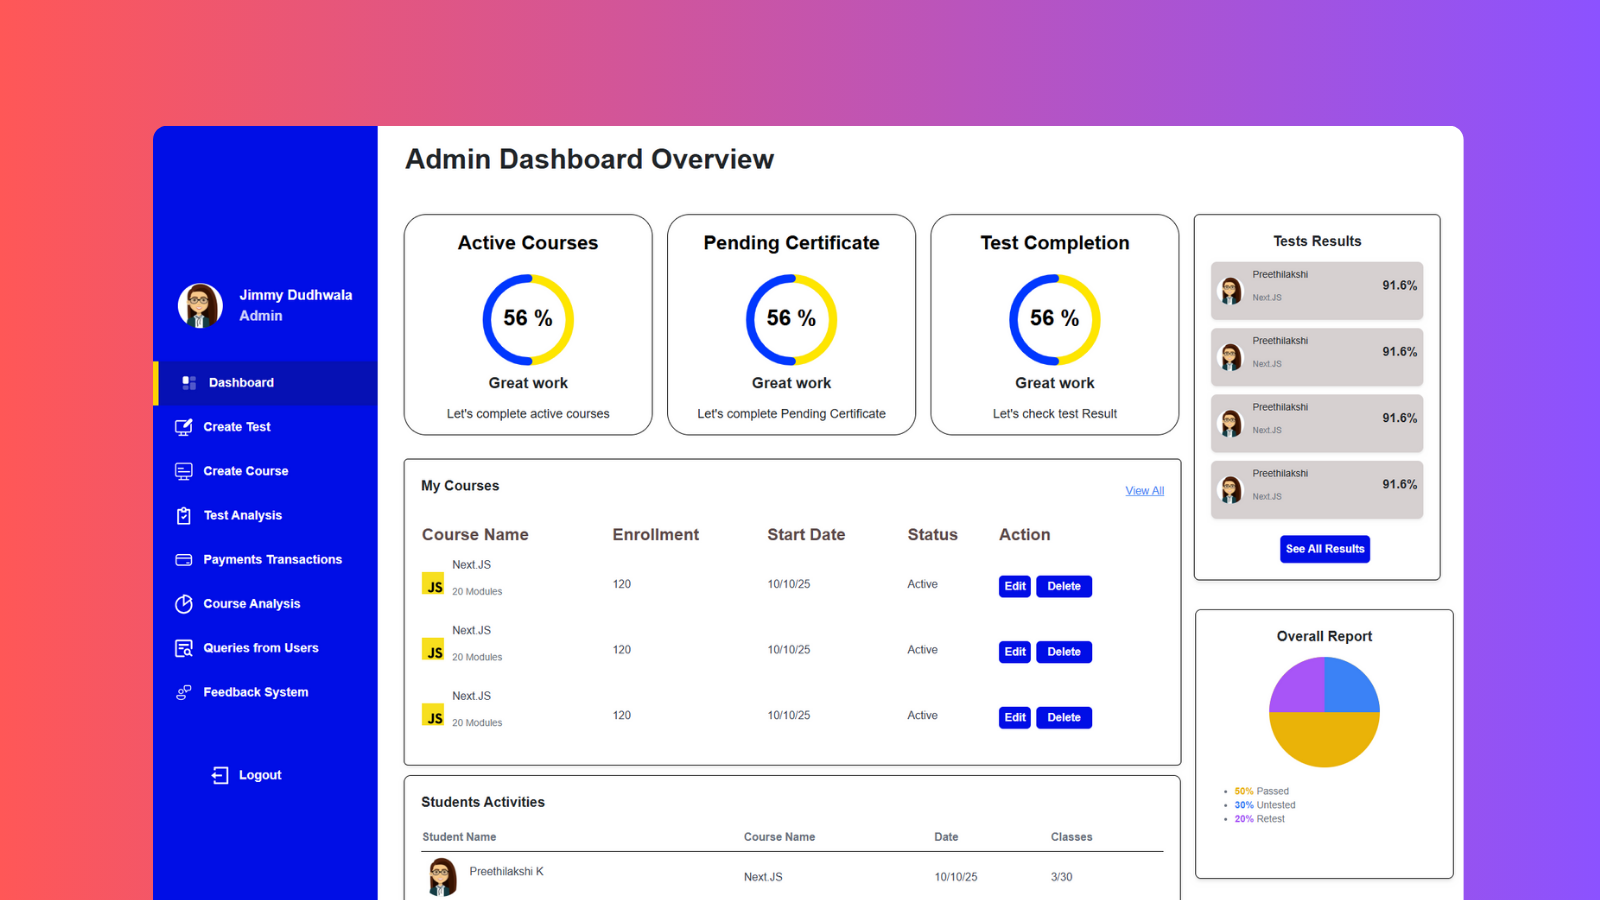 Admin Dashboard Overview
Jimmy Dudhwala
Admin
Dashboard
Create Test
Create Course
Test Analysis
Payments Transactions
Course Analysis
Queries from Users
Feedback System
Logout
Active Courses
56 %
Great work
Let's complete active courses
Pending Certificate
56 %
Great work
Let's complete Pending Certificate
Test Completion
56 %
Great work
Let's check test Result
My Courses
View All
Course Name Enrollment Start Date Status Action
JS Next.JS 20 Modules 120 10/10/25 Active Edit Delete
JS Next.JS 20 Modules 120 10/10/25 Active Edit Delete
JS Next.JS 20 Modules 120 10/10/25 Active Edit Delete
Students Activities
Student Name Course Name Date Classes
Preethilakshi K Next.JS 10/10/25 3/30
Tests Results
Preethilakshi
Next.JS
91.6%
Preethilakshi
Next.JS
91.6%
Preethilakshi
Next.JS
91.6%
Preethilakshi
Next.JS
91.6%
See All Results
Overall Report
50% Passed
30% Untested
20% Retest